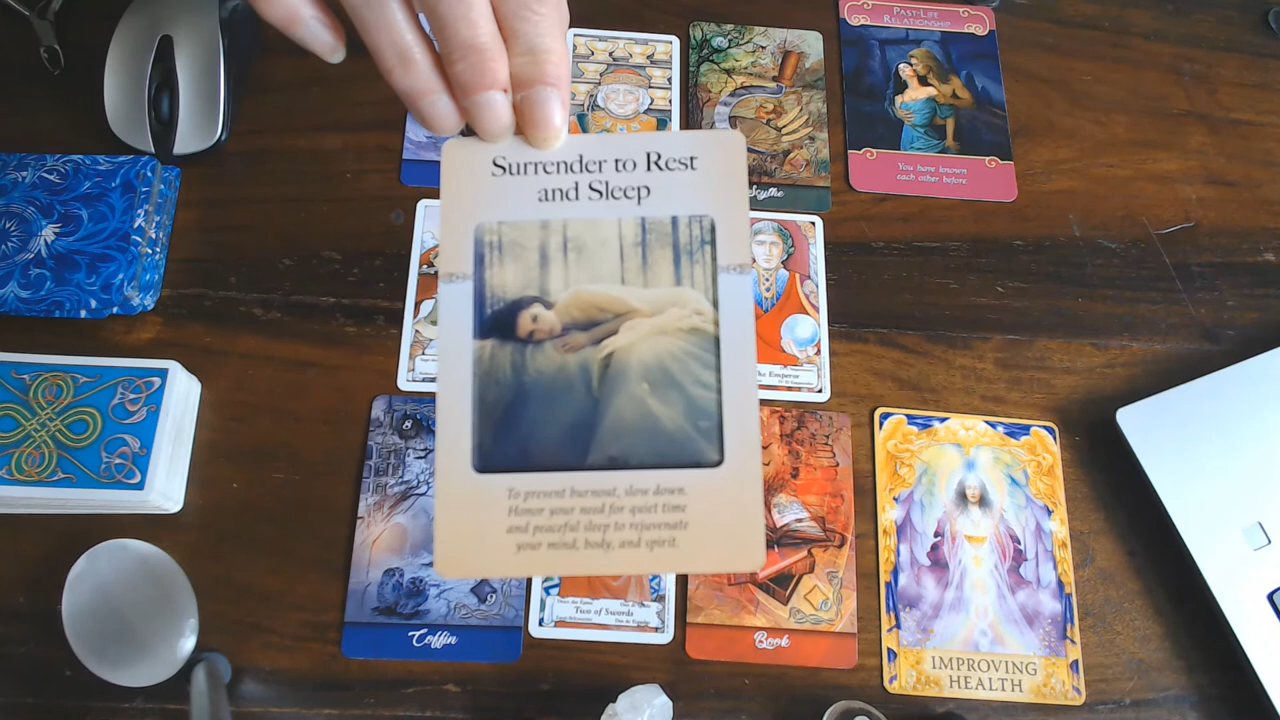 PAST-LIFE
RELATIONSHIP
You have known
each other before.
Scythe
Surrender to Rest
and Sleep
To prevent burnout, slow down.
Honor your need for quiet time
and peaceful sleep to rejuvenate
your mind, body, and spirit.
The Emperor
8
9
Coffin
Two of Swords
Book
IMPROVING
HEALTH